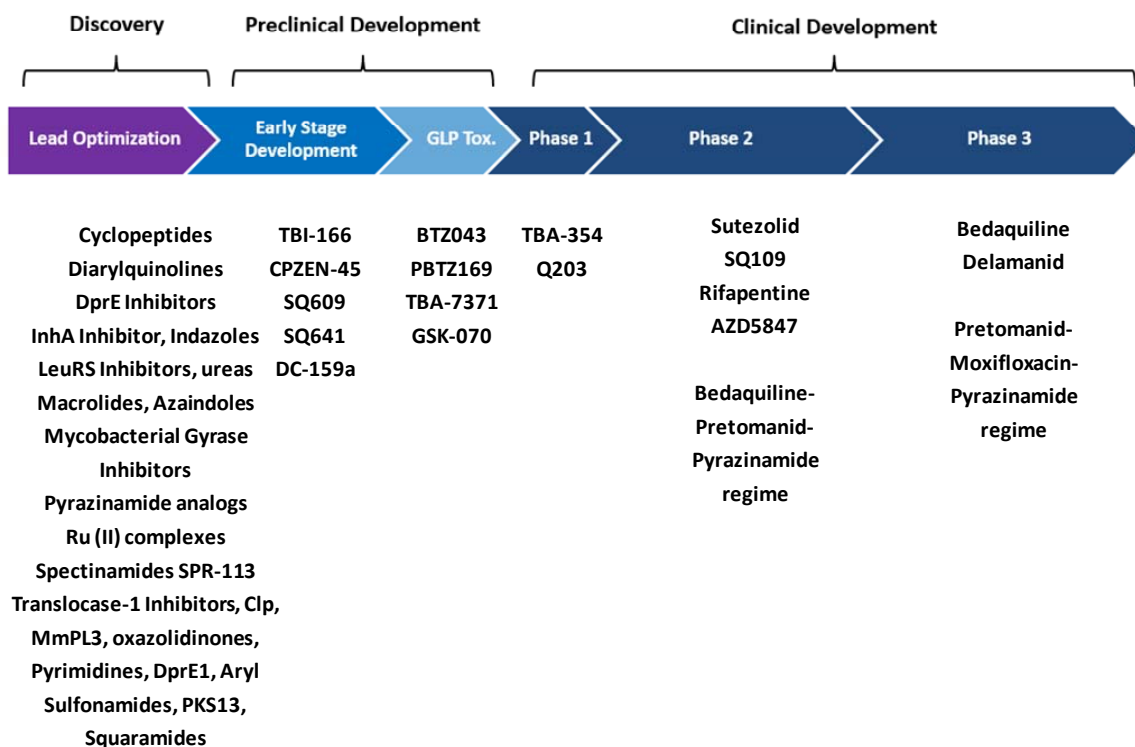 Discovery
Preclinical Development
Clinical Development
Lead Optimization
Early Stage
Development
GLP Tox.
Phase 1
Phase 2
Phase 3
Cyclopeptides
Diarylquinolines
DprE Inhibitors
InhA Inhibitor, Indazoles
LeuRS Inhibitors, ureas
Macrolides, Azaindoles
Mycobacterial Gyrase
Inhibitors
Pyrazinamide analogs
Ru (II) complexes
Spectinamides SPR-113
Translocase-1 Inhibitors, Clp,
MmPL3, oxazolidinones,
Pyrimidines, DprE1, Aryl
Sulfonamides, PKS13,
Squaramides
TBI-166
CPZEN-45
SQ609
SQ641
DC-159a
BTZ043
PBTZ169
TBA-7371
GSK-070
TBA-354
Q203
Sutezolid
SQ109
Rifapentine
AZD5847
Bedaquiline-
Pretomanid-
Pyrazinamide
regime
Bedaquiline
Delamanid
Pretomanid-
Moxifloxacin-
Pyrazinamide
regime